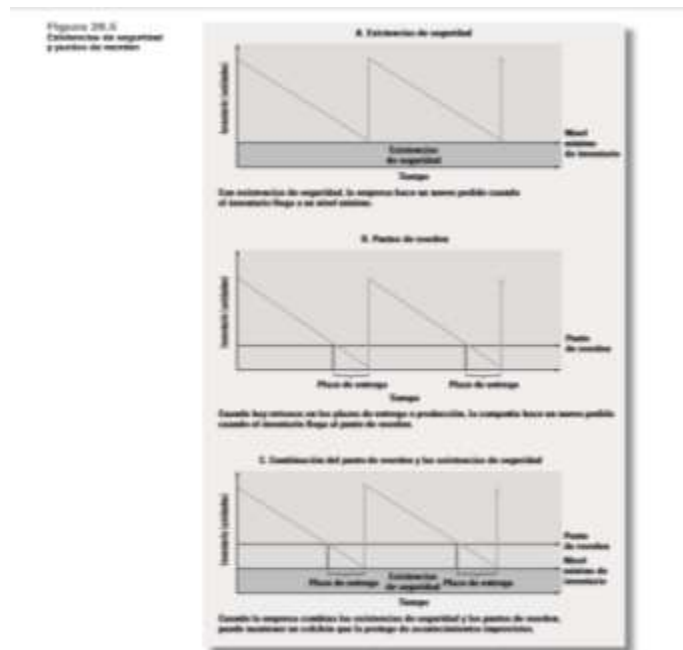 Existencias de seguridad
y puntos de reorden
A. Existencias de seguridad
Inventario (unidades)
Nivel
mínimo
de inventario
Existencias
de seguridad
Tiempo
Con existencias de seguridad, la empresa hace un nuevo pedido cuando
el inventario llega a un nivel mínimo.
B. Puntos de reorden
Inventario (unidades)
Punto
de reorden
Plazo de entrega
Plazo de entrega
Tiempo
Cuando hay retrasos en los plazos de entrega o producción, la compañía hace un nuevo pedido
cuando el inventario llega al punto de reorden.
C. Combinación del punto de reorden y las existencias de seguridad
Inventario (unidades)
Punto
de reorden
Nivel
mínimo de
inventario
Plazo de entrega
Existencias
de seguridad
Plazo de entrega
Tiempo
Cuando la empresa combina las existencias de seguridad y los puntos de reorden,
puede mantener un colchón que la protege de acontecimientos imprevistos.